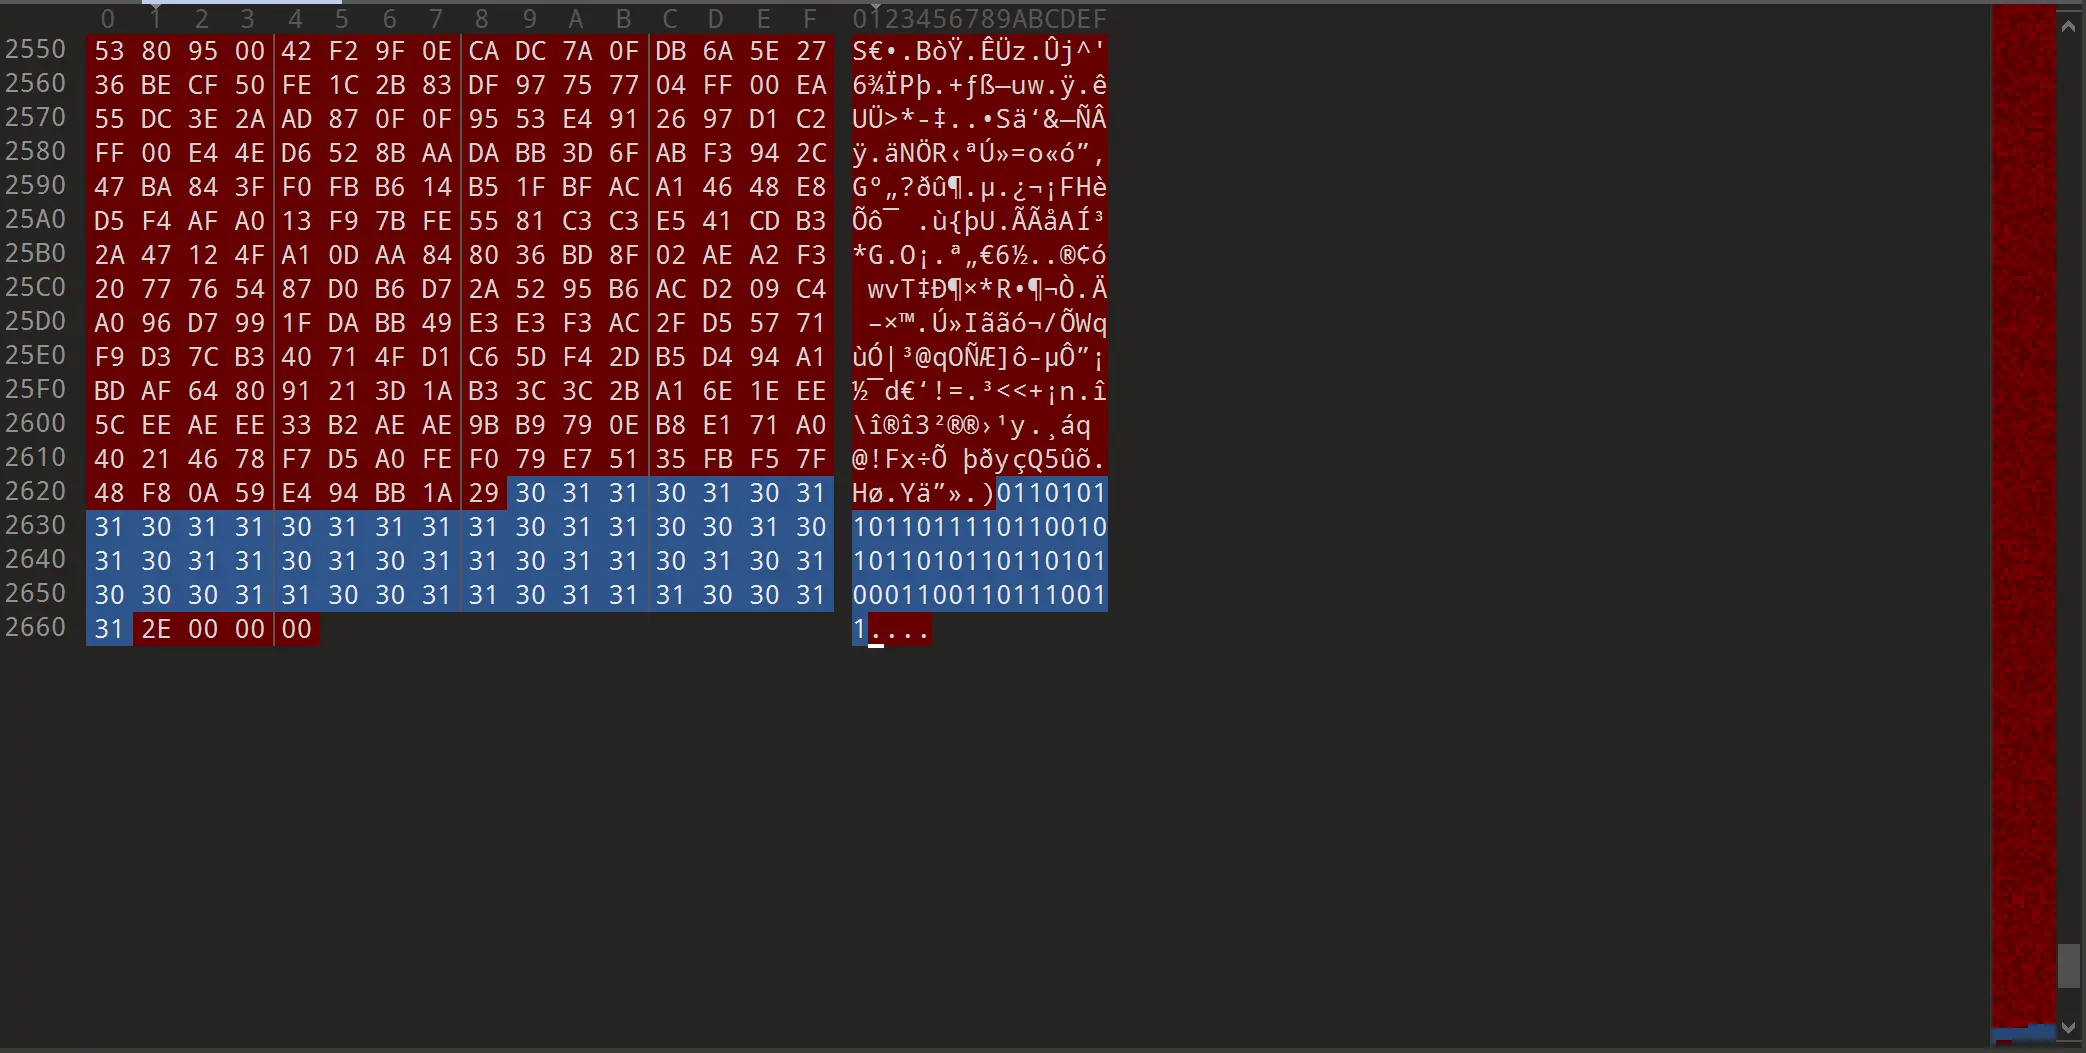 0 1 2 3 4 5 6 7 8 9 A B C D E F 0123456789ABCDEF
2550 53 80 95 00 42 F2 9F 0E CA DC 7A 0F DB 6A 5E 27 S€•.BòŸ.ÊÜz.Ûj^'
2560 36 BE CF 50 FE 1C 2B 83 DF 97 75 77 04 FF 00 EA 6¾ÏPþ.+ƒß—uw.ÿ.ê
2570 55 DC 3E 2A AD 87 0F 0F 95 53 E4 91 26 97 D1 C2 UÜ>*-‡..•Sä‘&—ÑÂ
2580 FF 00 E4 4E D6 52 8B AA DA BB 3D 6F AB F3 94 2C ÿ.äNÖR‹ªÚ»=o«ó”,
2590 47 BA 84 3F F0 FB B6 14 B5 1F BF AC A1 46 48 E8 Gº„?ðû¶.µ.¿¬¡FHè
25A0 D5 F4 AF A0 13 F9 7B FE 55 81 C3 C3 E5 41 CD B3 Õô¯ .ù{þU.ÃÃåAÍ³
25B0 2A 47 12 4F A1 0D AA 84 80 36 BD 8F 02 AE A2 F3 *G.O¡.ª„€6½..®¢ó
25C0 20 77 76 54 87 D0 B6 D7 2A 52 95 B6 AC D2 09 C4 wvT‡Ð¶×*R•¶¬Ò.Ä
25D0 A0 96 D7 99 1F DA BB 49 E3 E3 F3 AC 2F D5 57 71 –×™.Ú»Iããó¬/ÕWq
25E0 F9 D3 7C B3 40 71 4F D1 C6 5D F4 2D B5 D4 94 A1 ùÓ|³@qOÑÆ]ô-µÔ”¡
25F0 BD AF 64 80 91 21 3D 1A B3 3C 3C 2B A1 6E 1E EE ½¯d€‘!=.³<<+¡n.î
2600 5C EE AE EE 33 B2 AE AE 9B B9 79 0E B8 E1 71 A0 \î®î3²®®›¹y.¸áq
2610 40 21 46 78 F7 D5 A0 FE F0 79 E7 51 35 FB F5 7F @!Fx÷Õ þðyçQ5ûõ.
2620 48 F8 0A 59 E4 94 BB 1A 29 30 31 31 30 31 30 31 Hø.Yä”».)0110101
2630 31 30 31 31 30 31 31 31 31 30 31 31 30 30 31 30 1011011110110010
2640 31 30 31 31 30 31 30 31 31 30 31 31 30 31 30 31 1011010110110101
2650 30 30 30 31 31 30 30 31 31 30 31 31 31 30 30 31 0001100110111001
2660 31 2E 00 00 00 1....